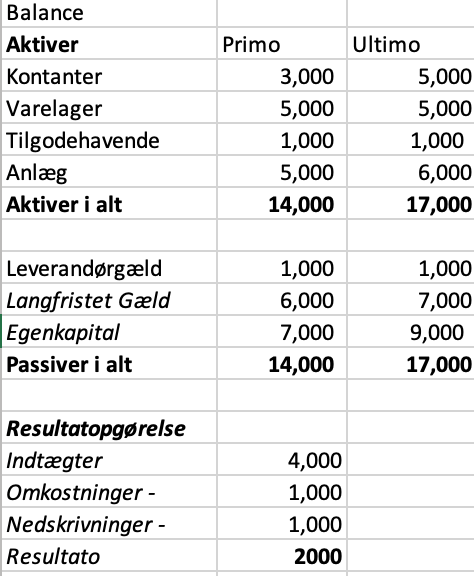 Balance
Aktiver Primo Ultimo
Kontanter 3,000 5,000
Varelager 5,000 5,000
Tilgodehavende 1,000 1,000
Anlæg 5,000 6,000
Aktiver i alt 14,000 17,000
Leverandørgæld 1,000 1,000
Langfristet Gæld 6,000 7,000
Egenkapital 7,000 9,000
Passiver i alt 14,000 17,000
Resultatopgørelse
Indtægter 4,000
Omkostninger - 1,000
Nedskrivninger - 1,000
Resultato 2000